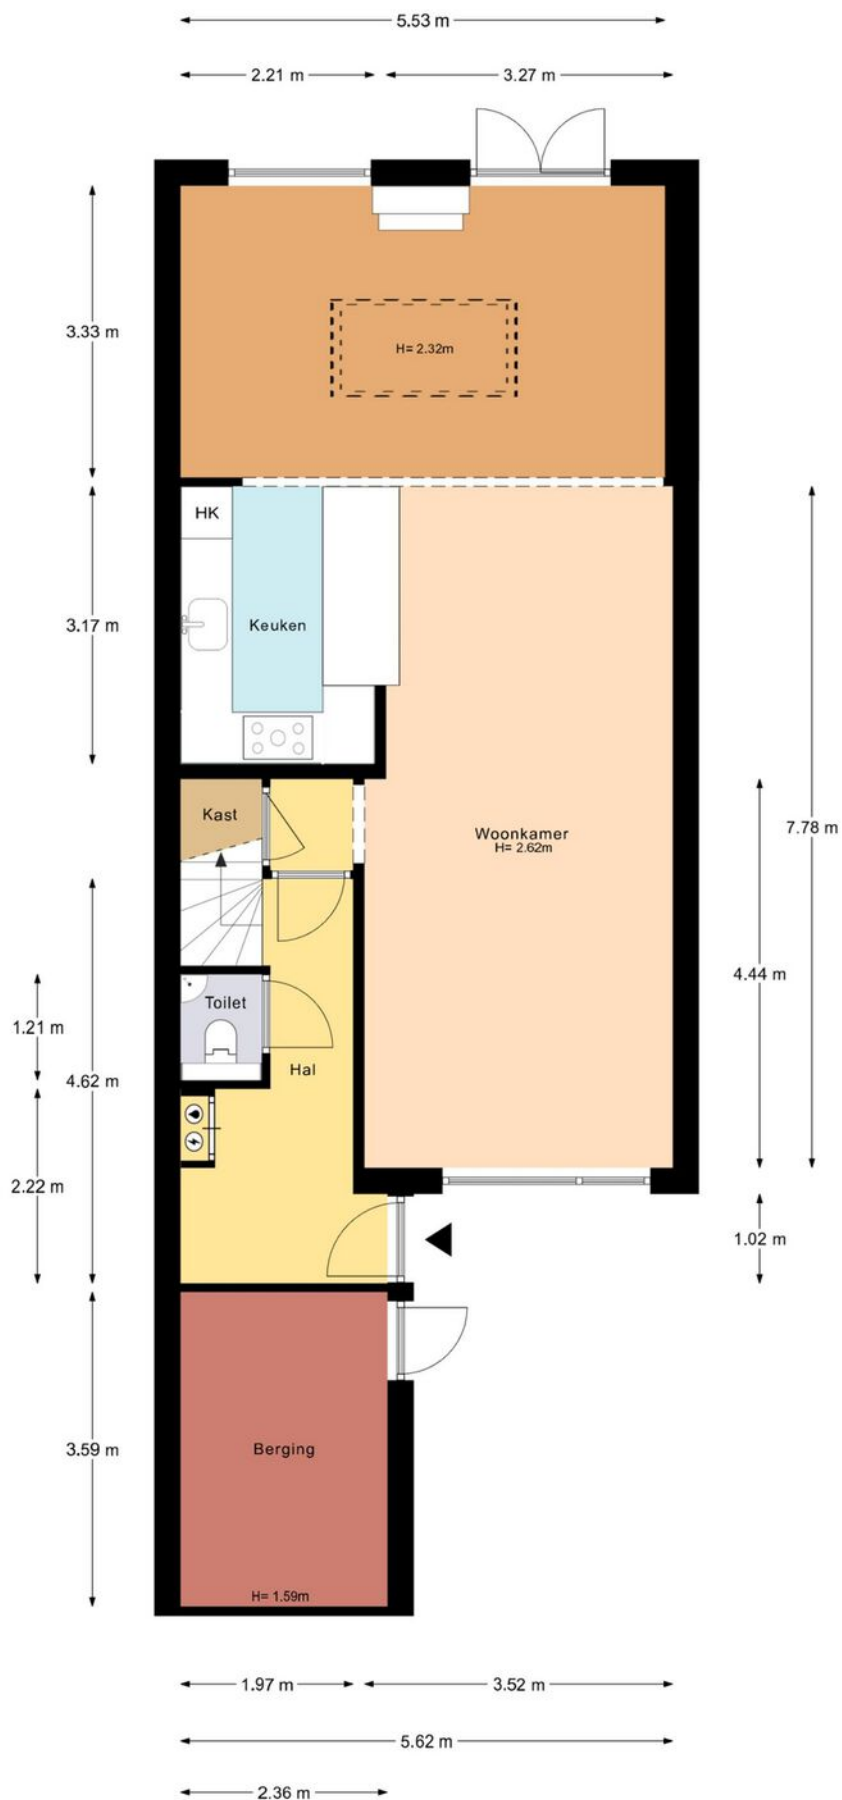 5.53 m
2.21 m
3.27 m
3.33 m
H= 2.32m
HK
Keuken
3.17 m
Kast
Woonkamer
H= 2.62m
7.78 m
4.44 m
Toilet
1.21 m
Hal
4.62 m
2.22 m
1.02 m
Berging
3.59 m
H= 1.59m
1.97 m
3.52 m
5.62 m
2.36 m